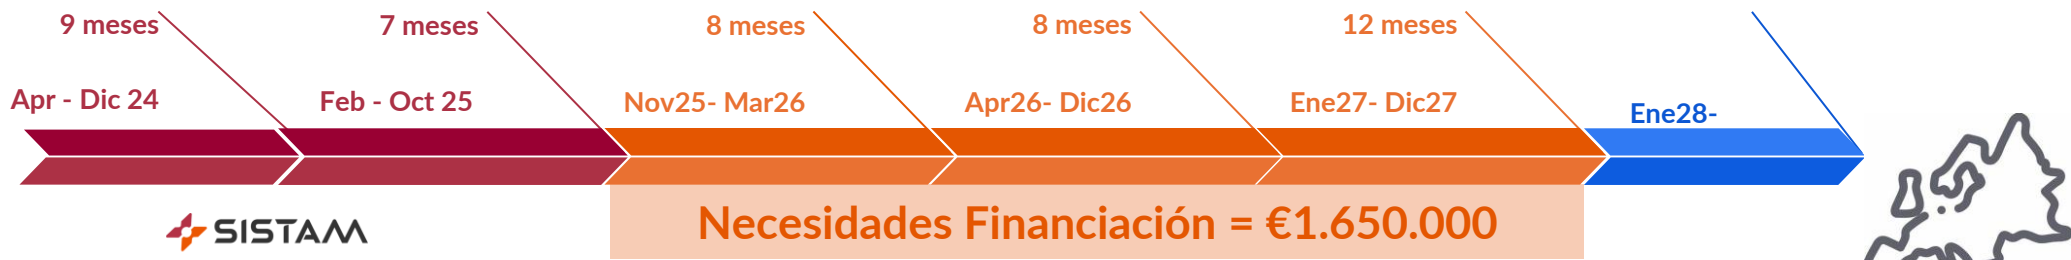 9 meses
7 meses
8 meses
8 meses
12 meses
Apr - Dic 24
Feb - Oct 25
Nov25- Mar26
Apr26- Dic26
Ene27- Dic27
Ene28-
SISTAM
Necesidades Financiación = €1.650.000